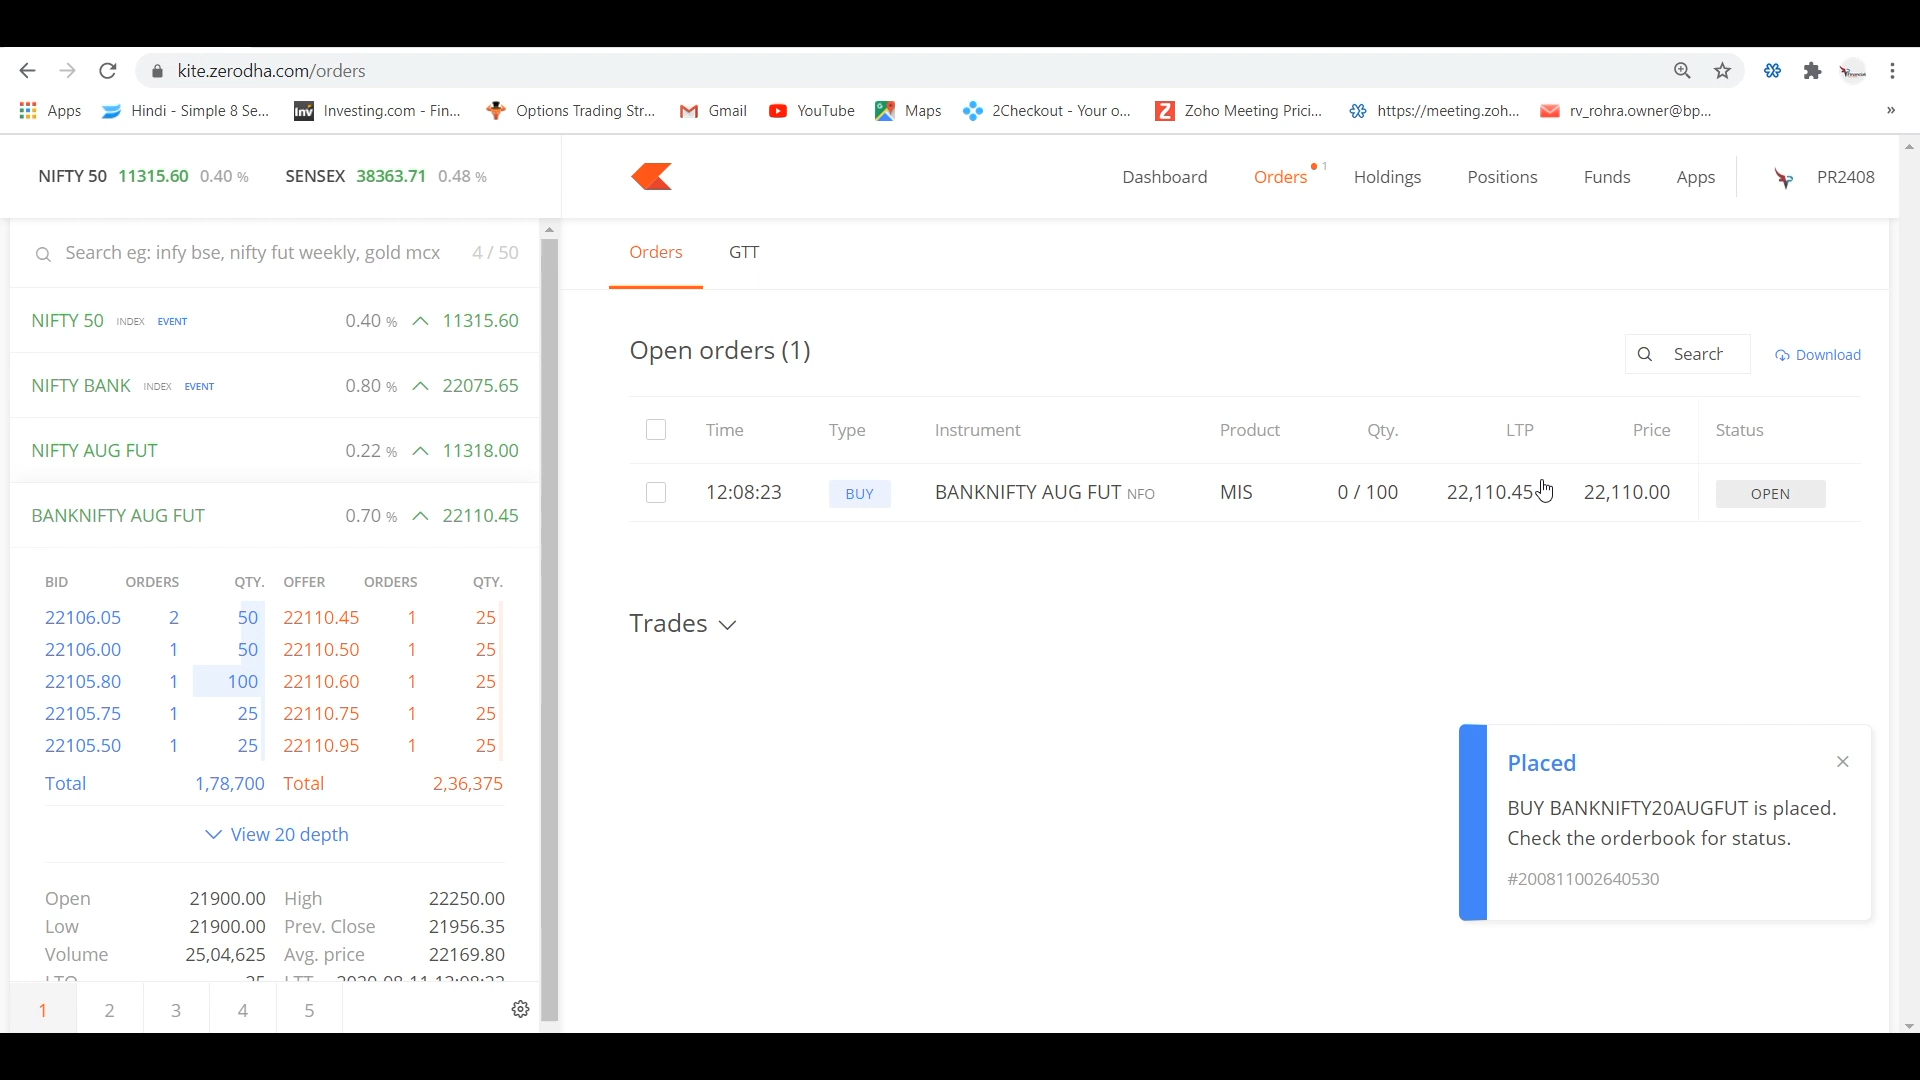 kite.zerodha.com/orders
Apps Hindi - Simple 8 Se... Inv Investing.com - Fin... Options Trading Str... Gmail YouTube Maps 2Checkout - Your o... Zoho Meeting Prici... https://meeting.zoh... rv_rohra.owner@bp... »
NIFTY 50 11315.60 0.40 % SENSEX 38363.71 0.48 %
Dashboard Orders 1 Holdings Positions Funds Apps PR2408
Search eg: infy bse, nifty fut weekly, gold mcx 4 / 50
Orders GTT
NIFTY 50 INDEX EVENT 0.40 % 11315.60
NIFTY BANK INDEX EVENT 0.80 % 22075.65
NIFTY AUG FUT 0.22 % 11318.00
BANKNIFTY AUG FUT 0.70 % 22110.45
BID ORDERS QTY. OFFER ORDERS QTY.
22106.05 2 50 22110.45 1 25
22106.00 1 50 22110.50 1 25
22105.80 1 100 22110.60 1 25
22105.75 1 25 22110.75 1 25
22105.50 1 25 22110.95 1 25
Total 1,78,700 Total 2,36,375
View 20 depth
Open 21900.00 High 22250.00
Low 21900.00 Prev. Close 21956.35
Volume 25,04,625 Avg. price 22169.80
1 2 3 4 5
Open orders (1)
Search Download
Time Type Instrument Product Qty. LTP Price Status
12:08:23 BUY BANKNIFTY AUG FUT NFO MIS 0 / 100 22,110.45 22,110.00 OPEN
Trades
Placed
BUY BANKNIFTY20AUGFUT is placed.
Check the orderbook for status.
#200811002640530